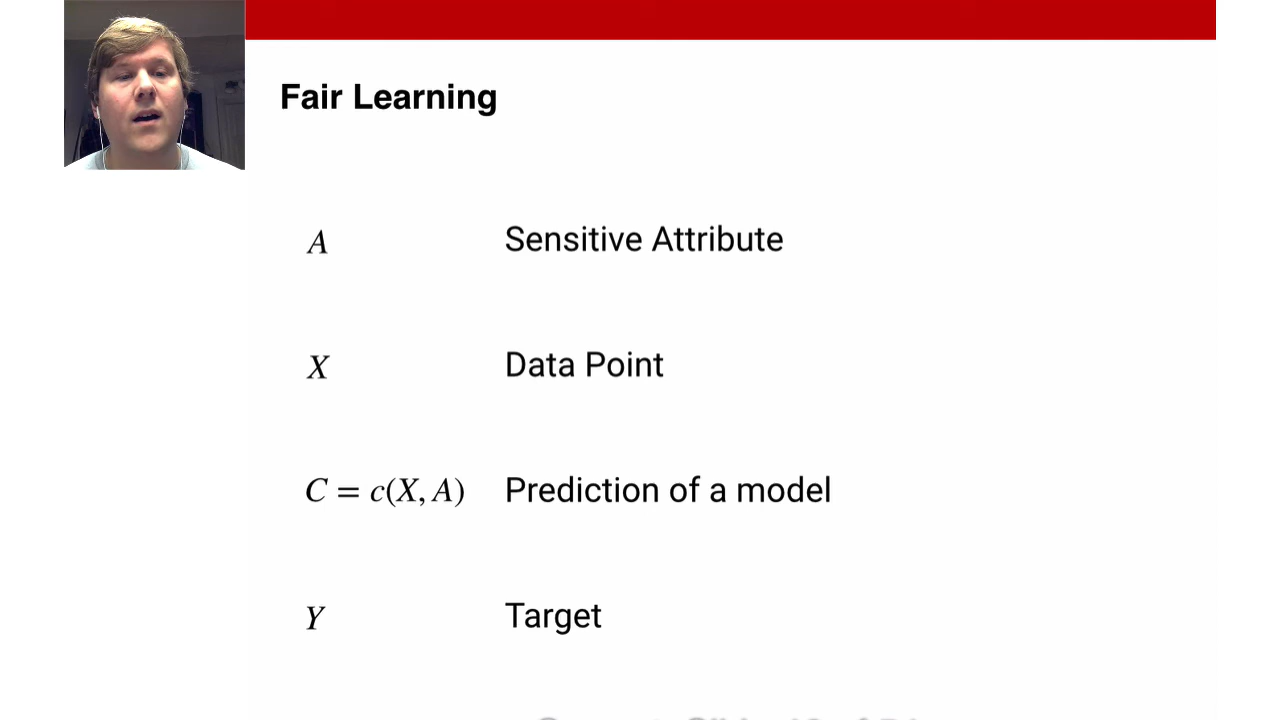 Fair Learning
A Sensitive Attribute
X Data Point
C = c(X, A) Prediction of a model
Y Target